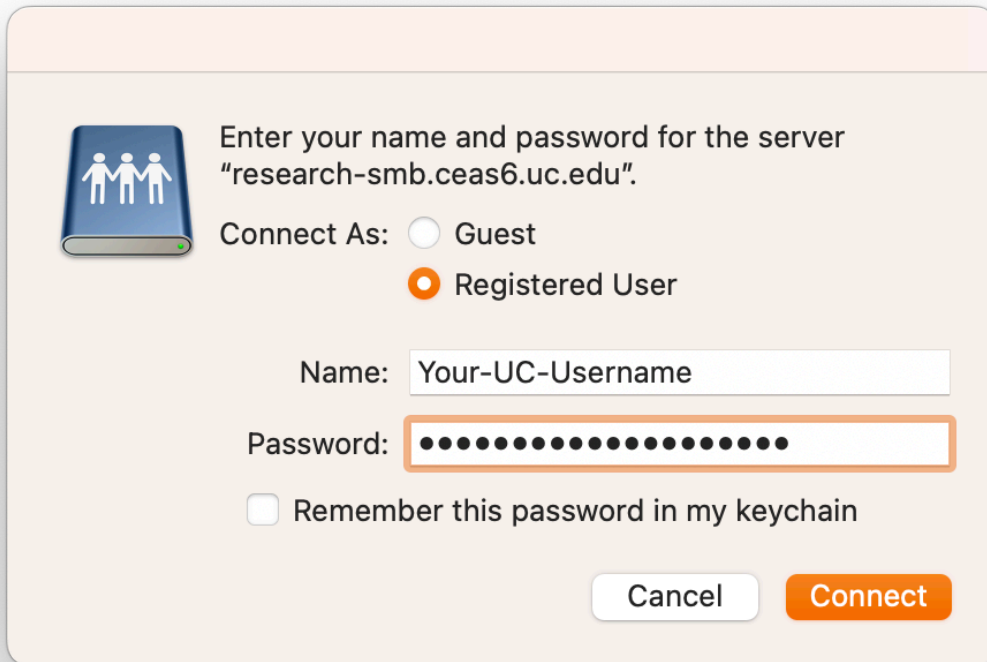 Enter your name and password for the server
“research-smb.ceas6.uc.edu”.
Connect As: Guest
Registered User
Name: Your-UC-Username
Password: ••••••••••••••••••••
Remember this password in my keychain
Cancel Connect